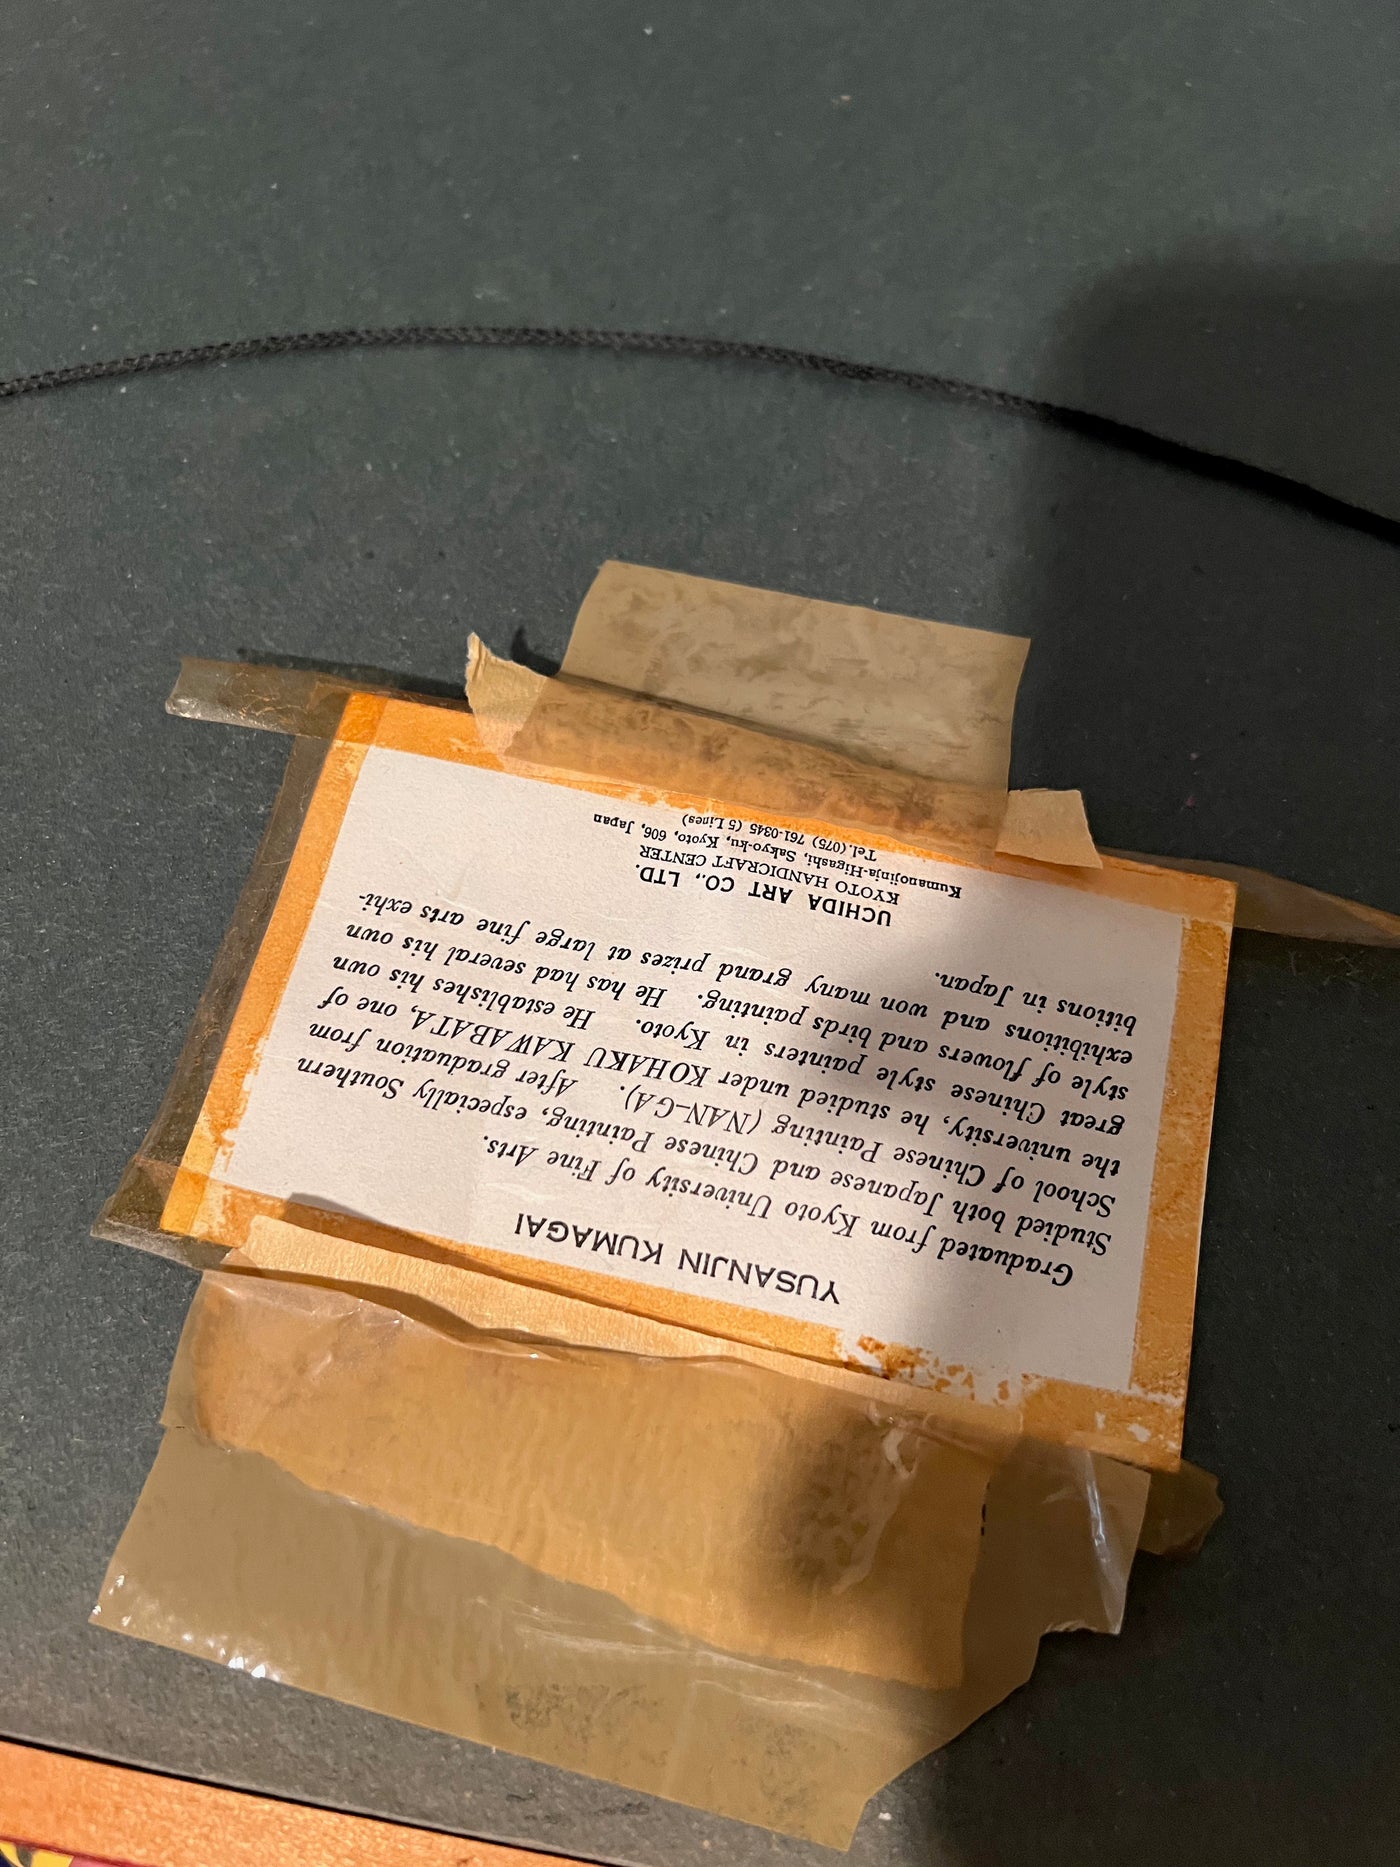 YUSANJIN KUMAGAI
Graduated from Kyoto University of Fine Arts.
Studied both Japanese and Chinese Painting, especially Southern
School of Chinese Painting (NAN-GA). After graduation from
the university, he studied under KOHAKU KAWABATA, one of
great Chinese style painters in Kyoto. He establishes his own
style of flowers and birds painting. He has had several his own
exhibitions and won many grand prizes at large fine arts exhi-
bitions in Japan.
UCHIDA ART CO., LTD.
KYOTO HANDICRAFT CENTER
Kumanojinja-Higashi, Sakyo-ku, Kyoto, 606, Japan
Tel. (075) 761-0345 (5 Lines)